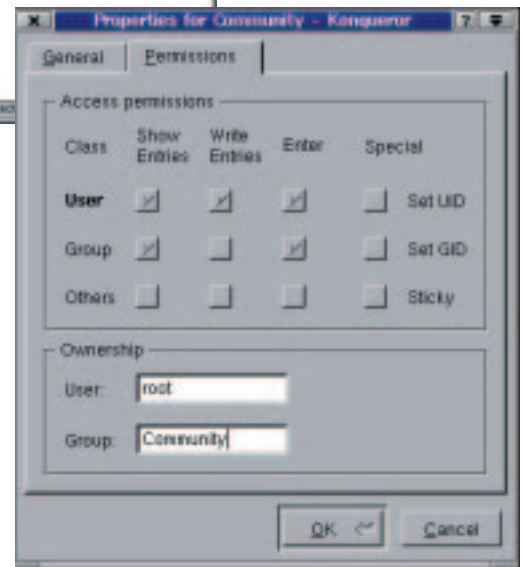 Properties for Community - Konqueror
General Permissions
Access permissions
Class Show Entries Write Entries Enter Special
User Set UID
Group Set GID
Others Sticky
Ownership
User: root
Group: Community
OK Cancel